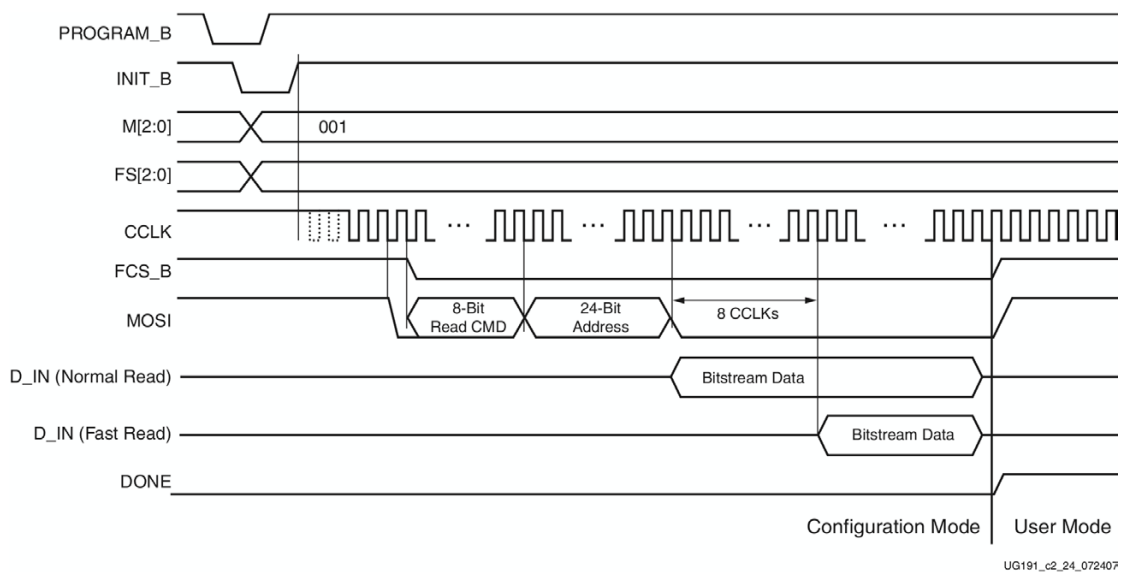 PROGRAM_B
INIT_B
M[2:0]
001
FS[2:0]
CCLK
... ... ... ...
FCS_B
MOSI
8-Bit
Read CMD
24-Bit
Address
8 CCLKs
D_IN (Normal Read)
Bitstream Data
D_IN (Fast Read)
Bitstream Data
DONE
Configuration Mode
User Mode
UG191_c2_24_072407